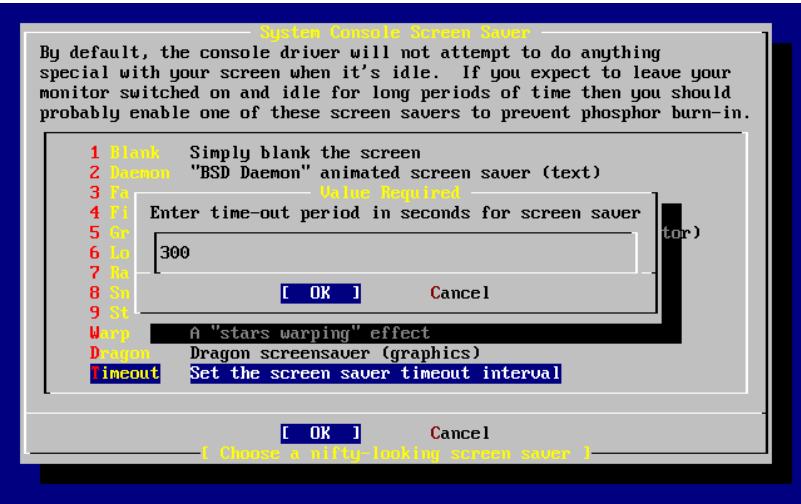 System Console Screen Saver
By default, the console driver will not attempt to do anything
special with your screen when it's idle.  If you expect to leave your
monitor switched on and idle for long periods of time then you should
probably enable one of these screen savers to prevent phosphor burn-in.
1 Blank Simply blank the screen
2 Daemon "BSD Daemon" animated screen saver (text)
3 Fa
Value Required
4 Fi
Enter time-out period in seconds for screen saver
5 Gr tor)
6 Lo
300
7 Ra
8 Sn
[ OK ] Cancel
9 St
Warp A "stars warping" effect
Dragon Dragon screensaver (graphics)
Timeout Set the screen saver timeout interval
[ OK ] Cancel
[ Choose a nifty-looking screen saver ]